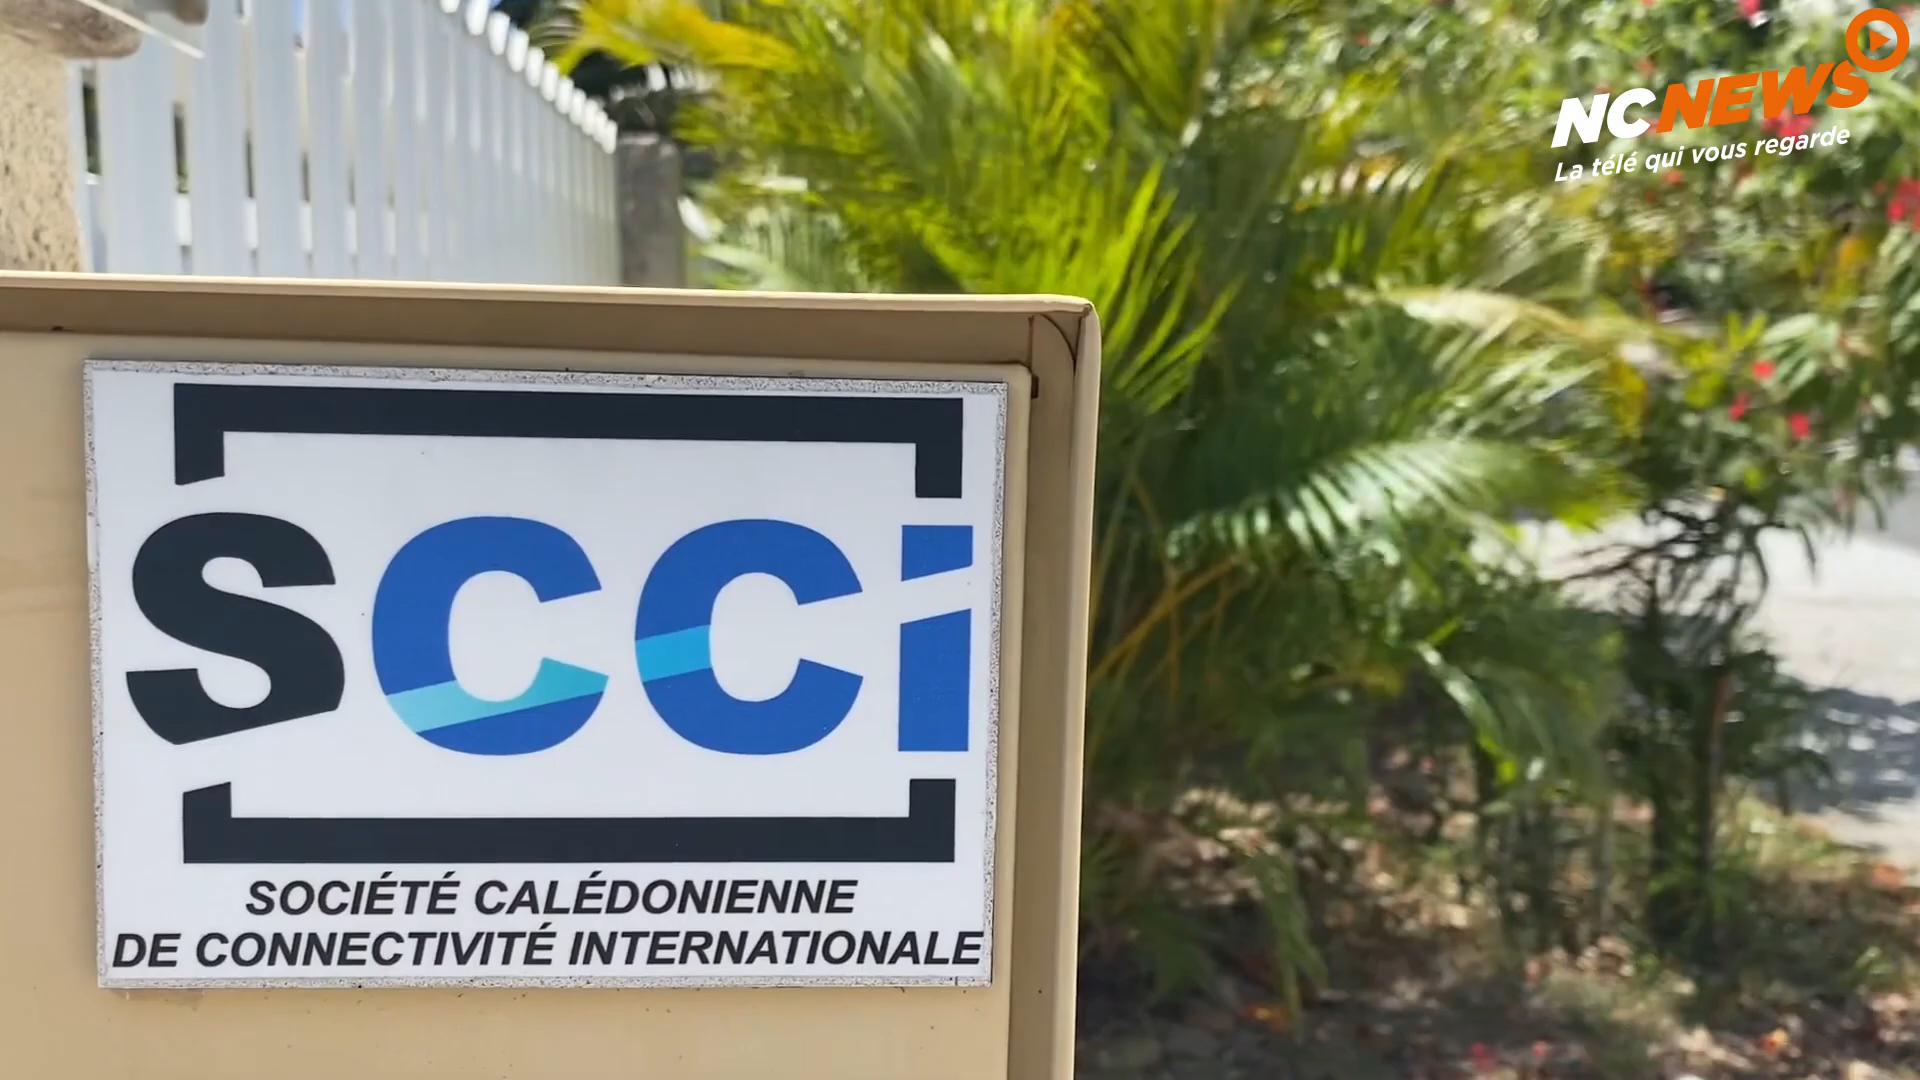 NCNEWS
La télé qui vous regarde
scci
SOCIÉTÉ CALÉDONIENNE
DE CONNECTIVITÉ INTERNATIONALE